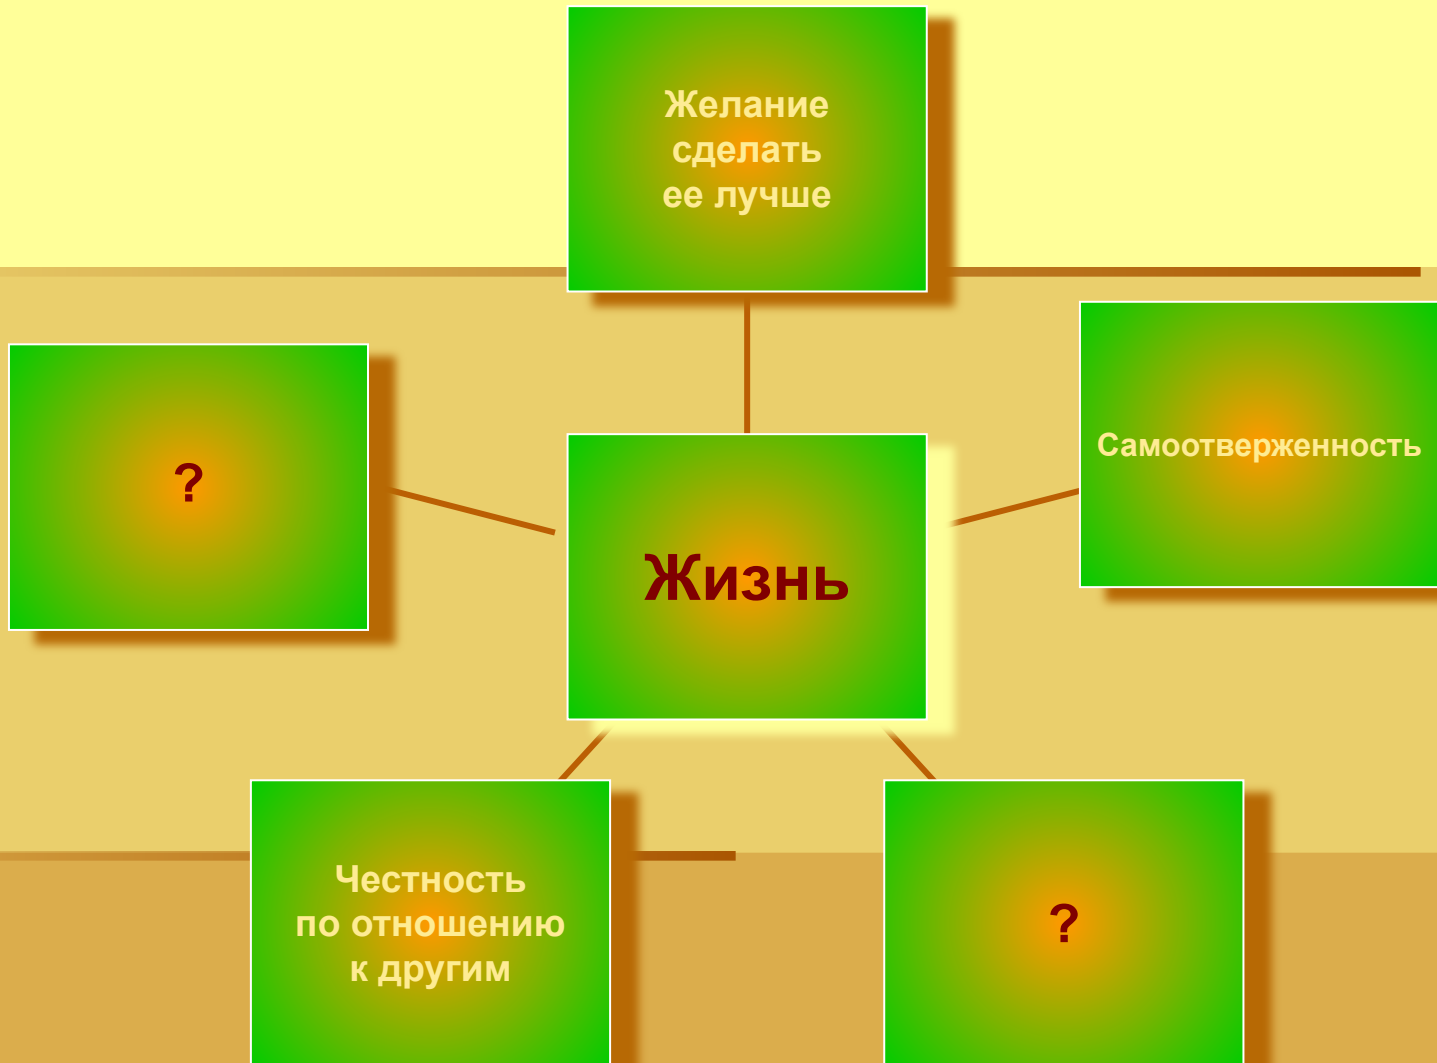 Желание
сделать
ее лучше
Самоотверженность
?
Жизнь
Честность
по отношению
к другим
?